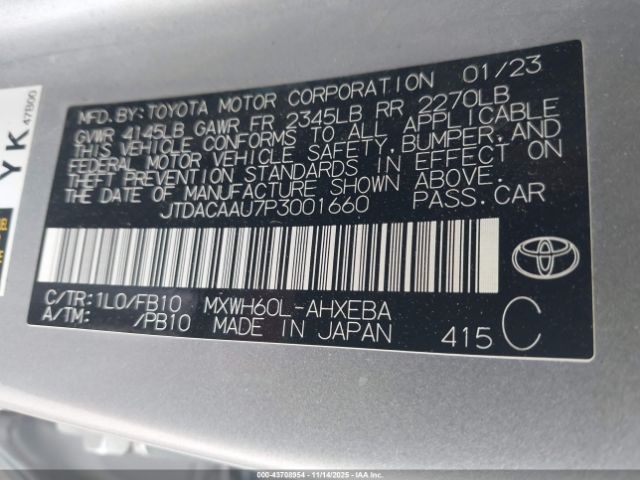 MFD. BY: TOYOTA MOTOR CORPORATION 01/23
GVWR 4145LB GAWR FR 2345LB RR 2270LB
THIS VEHICLE CONFORMS TO ALL APPLICABLE
FEDERAL MOTOR VEHICLE SAFETY, BUMPER, AND
THEFT PREVENTION STANDARDS IN EFFECT ON
THE DATE OF MANUFACTURE SHOWN ABOVE.
JTDACAAU7P3001660 PASS.CAR
C/TR:1L0/FB10 MXWH60L-AHXEBA
A/TM: /PB10 MADE IN JAPAN 415 C
YK 47B00
000-43708954 - 11/14/2025 - IAAI.COM